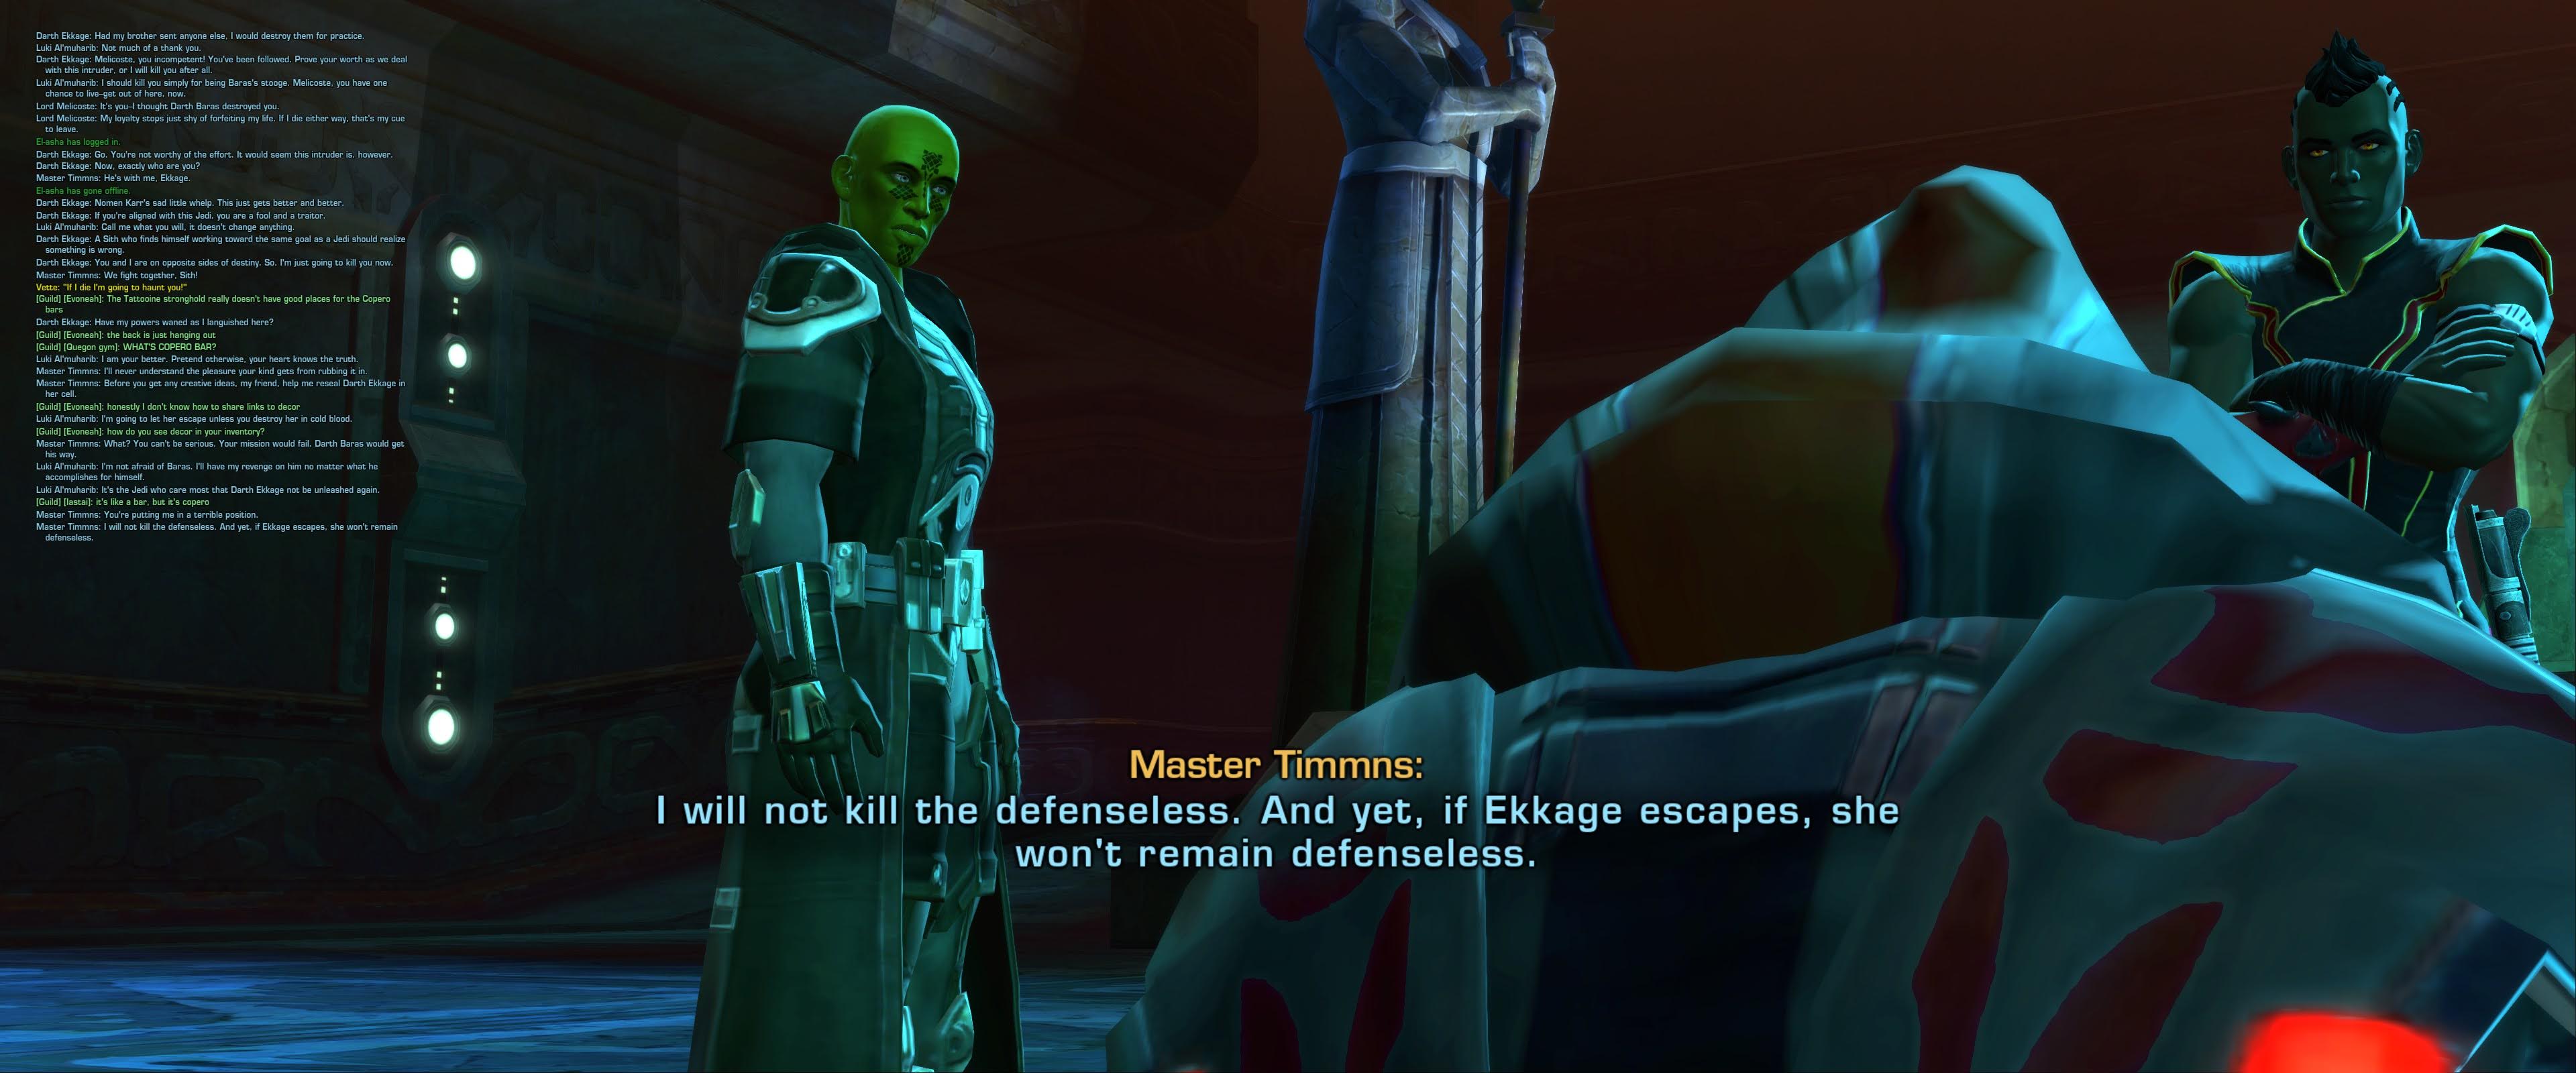 Darth Ekkage: Had my brother sent anyone else, I would destroy them for practice.
Luki Al'muharib: Not much of a thank you.
Darth Ekkage: Melicoste, you incompetent! You've been followed. Prove your worth as we deal
with this intruder, or I will kill you after all.
Luki Al'muharib: I should kill you simply for being Baras's stooge. Melicoste, you have one
chance to live-get out of here, now.
Lord Melicoste: It's you-I thought Darth Baras destroyed you.
Lord Melicoste: My loyalty stops just shy of forfeiting my life. If I die either way, that's my cue
to leave.
El-asha has logged in.
Darth Ekkage: Go. You're not worthy of the effort. It would seem this intruder is, however.
Darth Ekkage: Now, exactly who are you?
Master Timmns: He's with me, Ekkage.
El-asha has gone offline.
Darth Ekkage: Nomen Karr's sad little whelp. This just gets better and better.
Darth Ekkage: If you're aligned with this Jedi, you are a fool and a traitor.
Luki Al'muharib: Call me what you will, it doesn't change anything.
Darth Ekkage: A Sith who finds himself working toward the same goal as a Jedi should realize
something is wrong.
Darth Ekkage: You and I are on opposite sides of destiny. So, I'm just going to kill you now.
Master Timmns: We fight together, Sith!
Vette: "If I die I'm going to haunt you!"
[Guild] [Evoneah]: The Tattooine stronghold really doesn't have good places for the Copero
bars
Darth Ekkage: Have my powers waned as I languished here?
[Guild] [Evoneah]: the back is just hanging out
[Guild] [Quegon gym]: WHAT'S COPERO BAR?
Luki Al'muharib: I am your better. Pretend otherwise, your heart knows the truth.
Master Timmns: I'll never understand the pleasure your kind gets from rubbing it in.
Master Timmns: Before you get any creative ideas, my friend, help me reseal Darth Ekkage in
her cell.
[Guild] [Evoneah]: honestly I don't know how to share links to decor
Luki Al'muharib: I'm going to let her escape unless you destroy her in cold blood.
[Guild] [Evoneah]: how do you see decor in your inventory?
Master Timmns: What? You can't be serious. Your mission would fail. Darth Baras would get
his way.
Luki Al'muharib: I'm not afraid of Baras. I'll have my revenge on him no matter what he
accomplishes for himself.
Luki Al'muharib: It's the Jedi who care most that Darth Ekkage not be unleashed again.
[Guild] [Iastai]: it's like a bar, but it's copero
Master Timmns: You're putting me in a terrible position.
Master Timmns: I will not kill the defenseless. And yet, if Ekkage escapes, she won't remain
defenseless.
Master Timmns:
I will not kill the defenseless. And yet, if Ekkage escapes, she
won't remain defenseless.